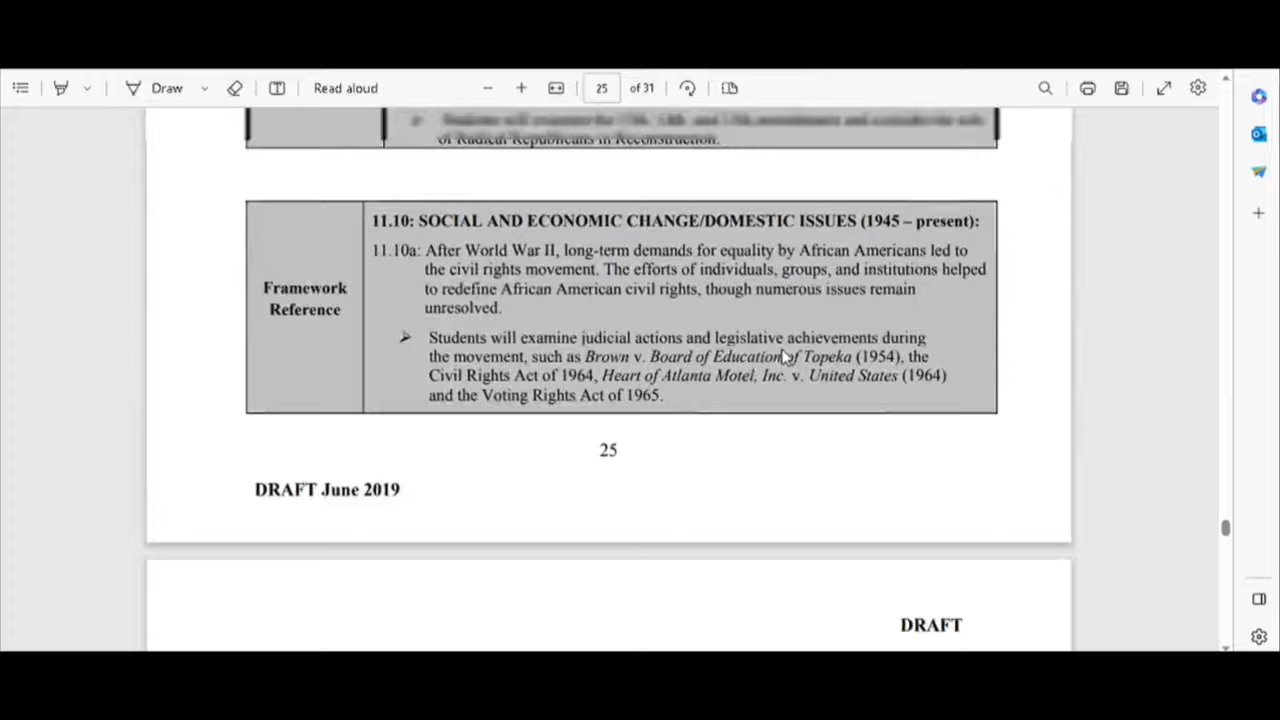 Draw
Read aloud
25 of 31
Students will examine the
of Radical Republicans in Reconstruction.
Framework
Reference
11.10: SOCIAL AND ECONOMIC CHANGE/DOMESTIC ISSUES (1945 – present):
11.10a: After World War II, long-term demands for equality by African Americans led to
the civil rights movement. The efforts of individuals, groups, and institutions helped
to redefine African American civil rights, though numerous issues remain
unresolved.
➢ Students will examine judicial actions and legislative achievements during
the movement, such as Brown v. Board of Education of Topeka (1954), the
Civil Rights Act of 1964, Heart of Atlanta Motel, Inc. v. United States (1964)
and the Voting Rights Act of 1965.
25
DRAFT June 2019
DRAFT